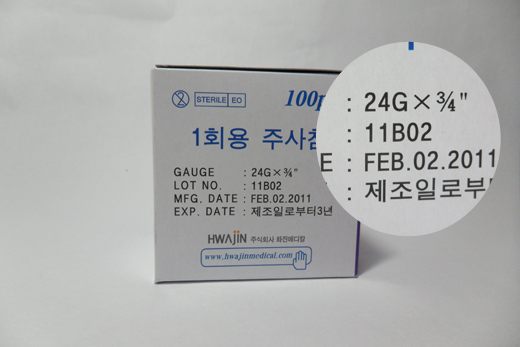 STERILE EO
100p
1회용 주사침
GAUGE : 24G×¾"
LOT NO. : 11B02
MFG. DATE : FEB.02.2011
EXP. DATE : 제조일로부터3년
HWAJIN 주식회사 화진메디칼
www.hwajinmedical.com
: 24G×¾"
: 11B02
E : FEB.02.2011
: 제조일로부터